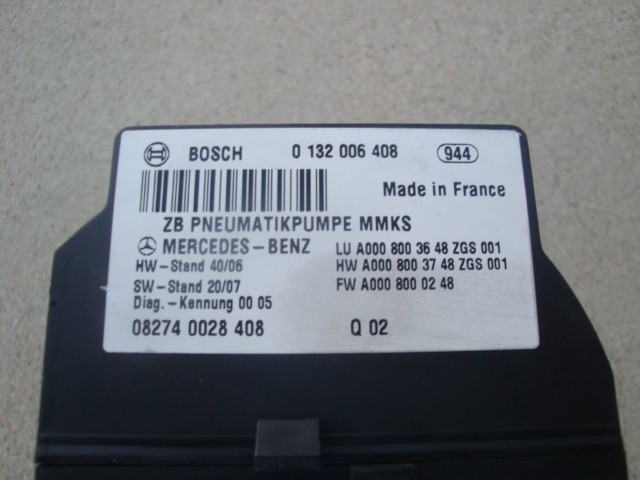 BOSCH 0 132 006 408 944
Made in France
ZB PNEUMATIKPUMPE MMKS
MERCEDES-BENZ LU A000 800 36 48 ZGS 001
HW-Stand 40/06 HW A000 800 37 48 ZGS 001
SW-Stand 20/07 FW A000 800 02 48
Diag.-Kennung 00 05
08274 0028 408 Q 02